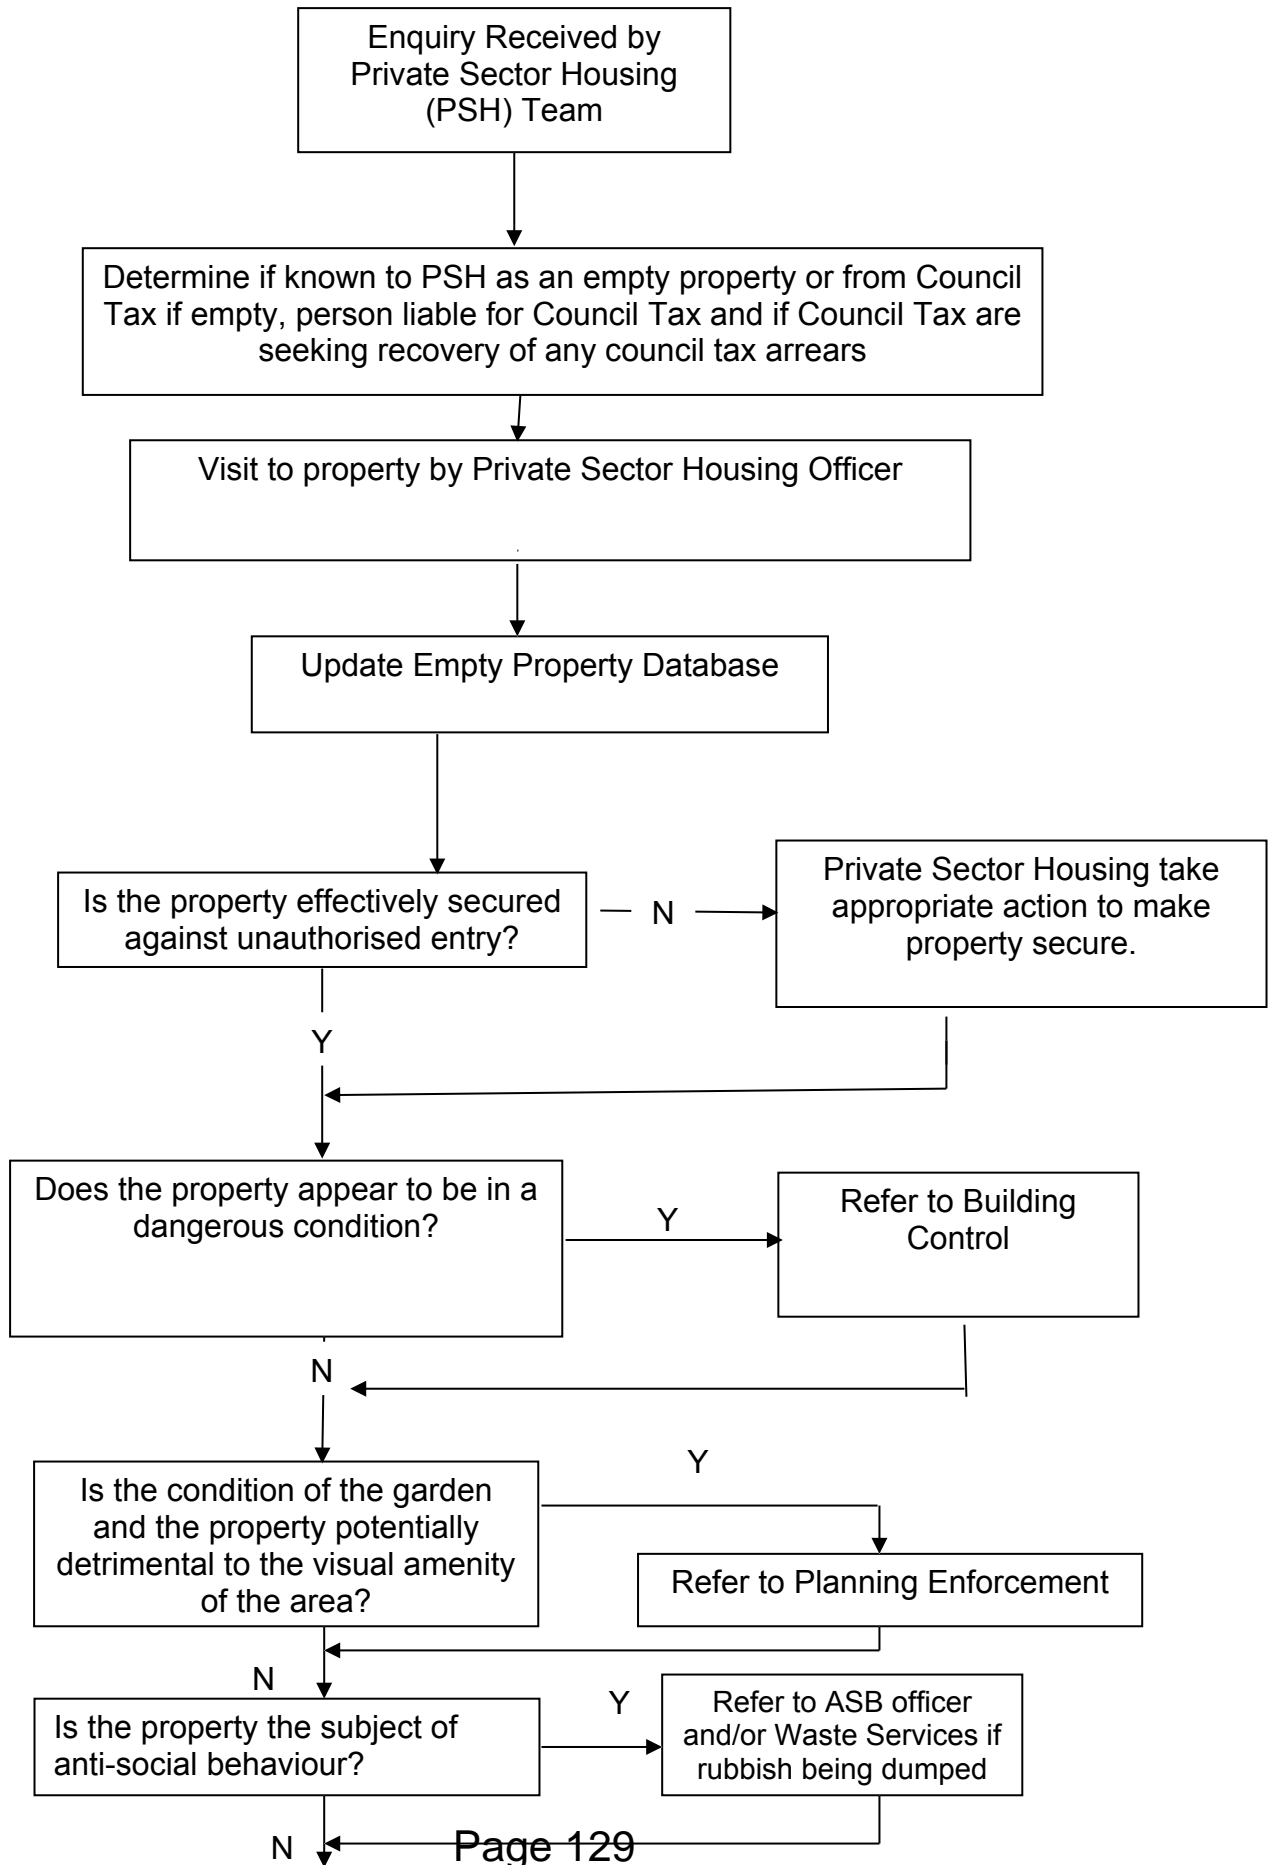 Enquiry Received by
Private Sector Housing
(PSH) Team
Determine if known to PSH as an empty property or from Council
Tax if empty, person liable for Council Tax and if Council Tax are
seeking recovery of any council tax arrears
Visit to property by Private Sector Housing Officer
Update Empty Property Database
Is the property effectively secured
against unauthorised entry?
N
Private Sector Housing take
appropriate action to make
property secure.
Y
Does the property appear to be in a
dangerous condition?
Y
Refer to Building
Control
N
Is the condition of the garden
and the property potentially
detrimental to the visual amenity
of the area?
Y
Refer to Planning Enforcement
N
Is the property the subject of
anti-social behaviour?
Y
Refer to ASB officer
and/or Waste Services if
rubbish being dumped
N
Page 129